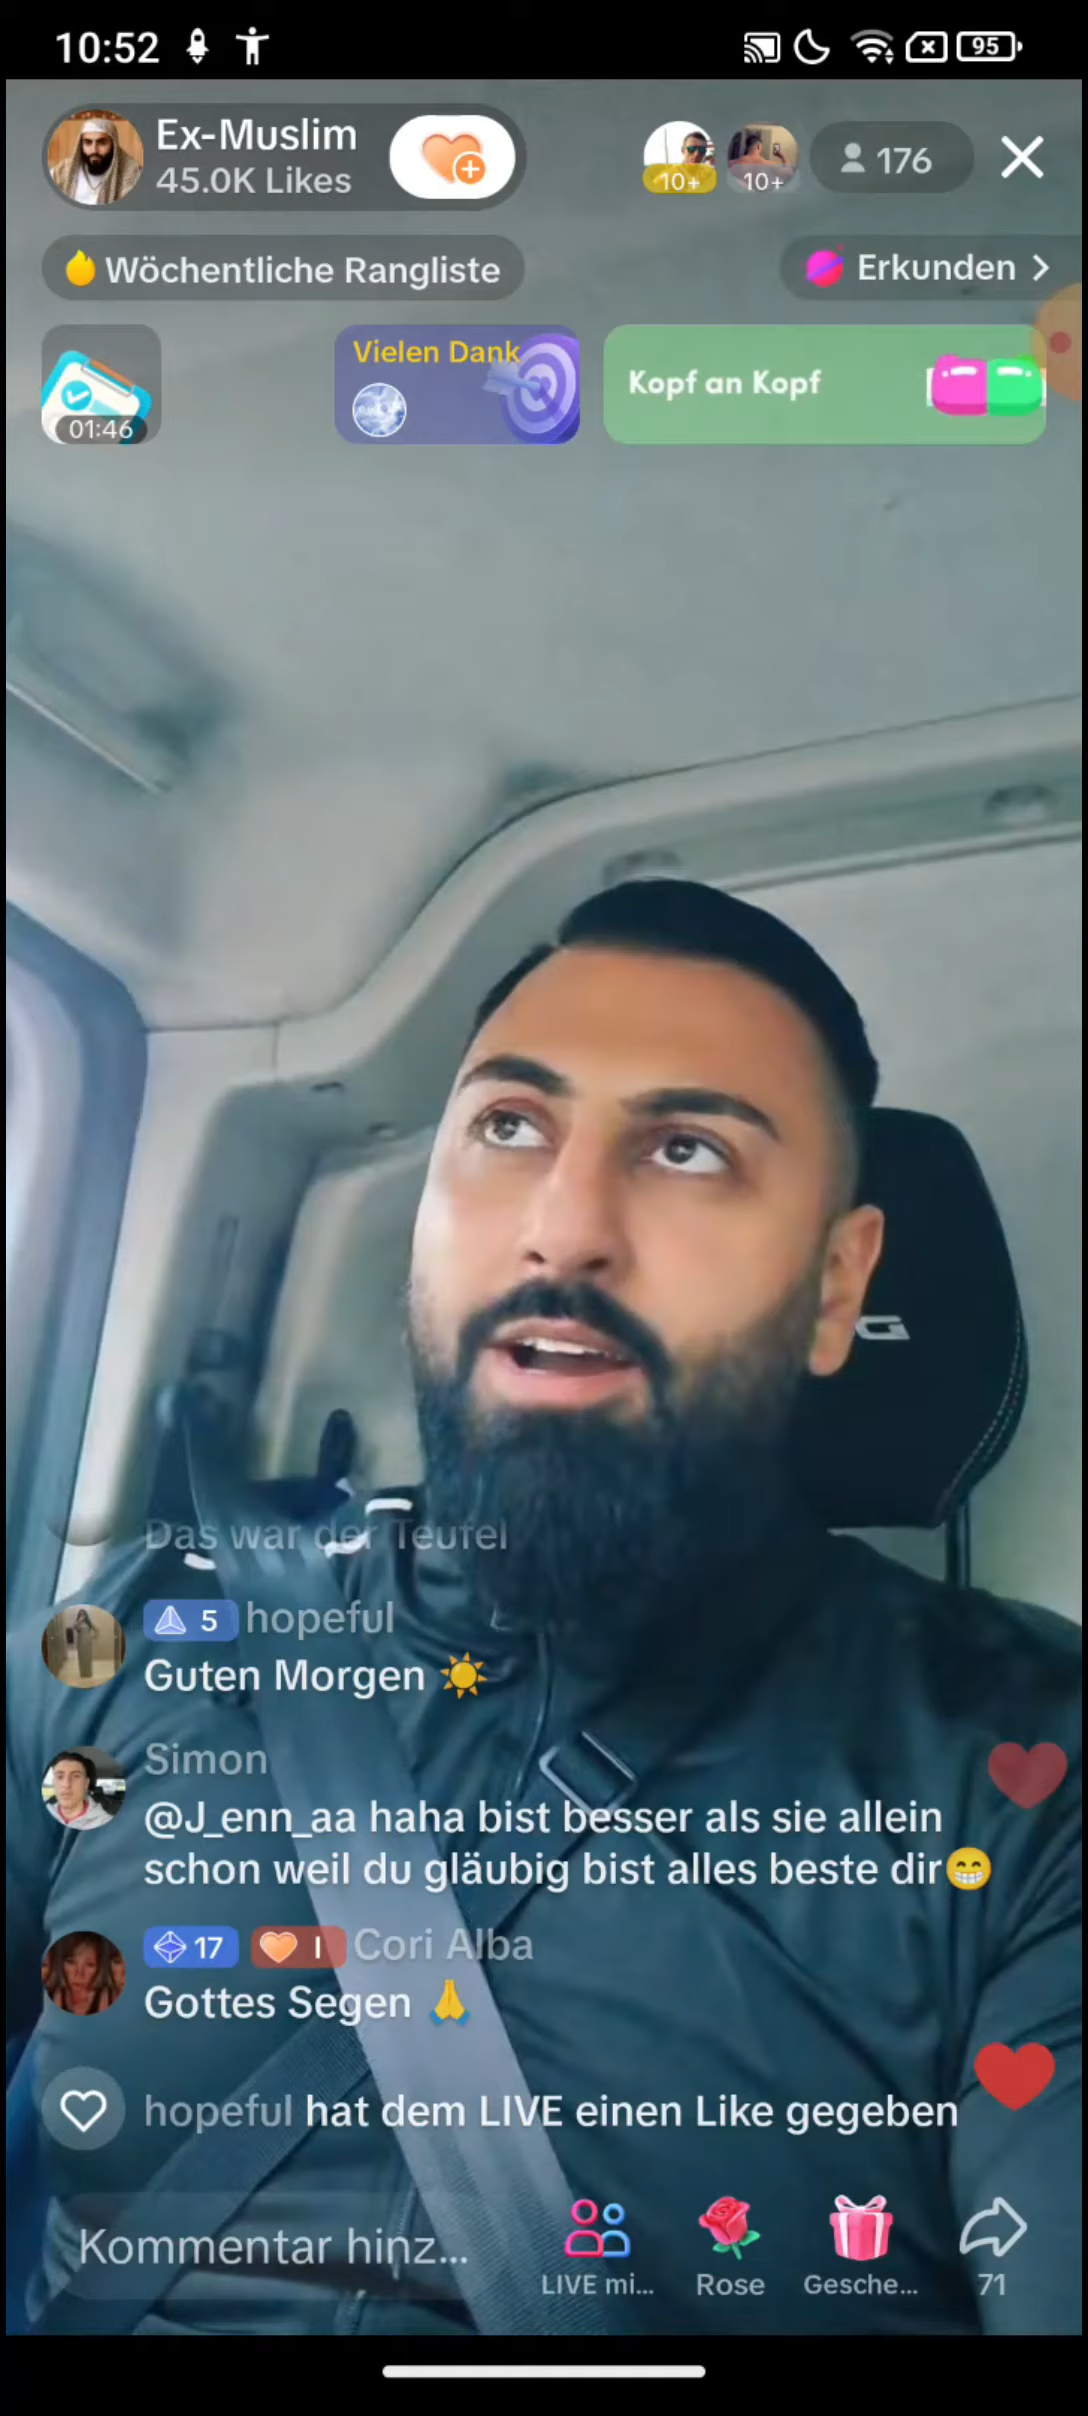 10:52
95
Ex-Muslim
45.0K Likes
10+
10+
176
Wöchentliche Rangliste
Erkunden
01:46
Vielen Dank
Kopf an Kopf
G
Das war der Teufel
5 hopeful
Guten Morgen ☀️
Simon
@J_enn_aa haha bist besser als sie allein
schon weil du gläubig bist alles beste dir😁
17 I Cori Alba
Gottes Segen 🙏
hopeful hat dem LIVE einen Like gegeben
Kommentar hinz...
LIVE mi...
Rose
Gesche...
71